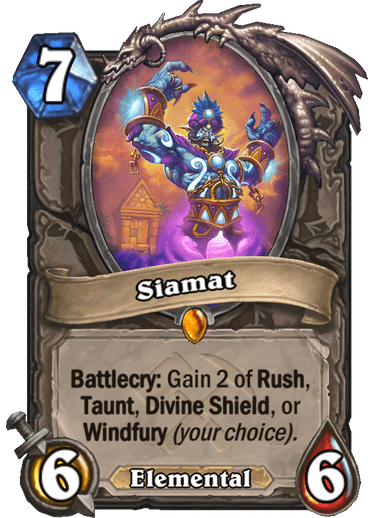 7
Siamat
Battlecry: Gain 2 of Rush,
Taunt, Divine Shield, or
Windfury (your choice).
6
Elemental
6